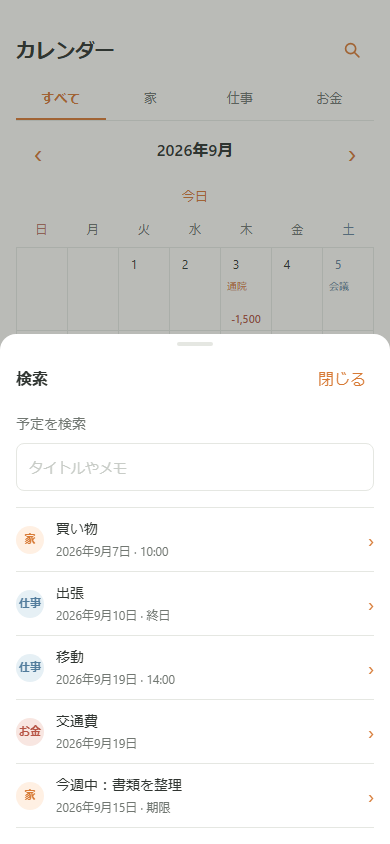 カレンダー
すべて 家 仕事 お金
‹ 2026年9月 ›
今日
日 月 火 水 木 金 土
1 2 3 4 5
通院 会議
-1,500
検索 閉じる
予定を検索
タイトルやメモ
家 買い物
2026年9月7日 · 10:00 ›
仕事 出張
2026年9月10日 · 終日 ›
仕事 移動
2026年9月19日 · 14:00 ›
お金 交通費
2026年9月19日 ›
家 今週中：書類を整理
2026年9月15日 · 期限 ›